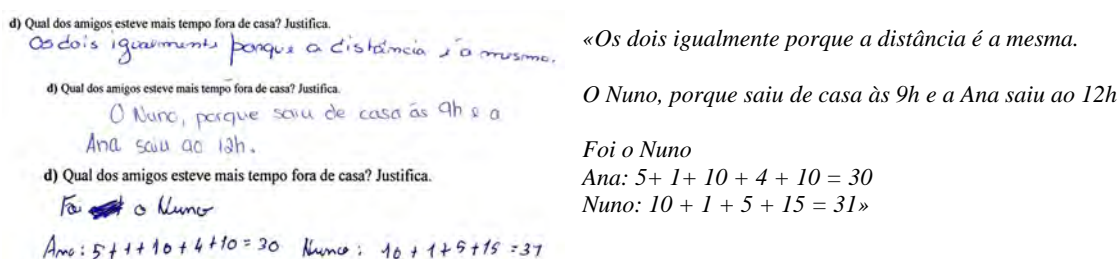 d) Qual dos amigos esteve mais tempo fora de casa? Justifica.
Os dois igualmente porque a distância é a mesma.
d) Qual dos amigos esteve mais tempo fora de casa? Justifica.
O Nuno, porque saiu de casa ás 9h e a
Ana saiu ao 12h.
d) Qual dos amigos esteve mais tempo fora de casa? Justifica.
Foi o Nuno
Ana: 5+1+10+4+10=30 Nuno: 10+1+5+15=31
«Os dois igualmente porque a distância é a mesma.
O Nuno, porque saiu de casa às 9h e a Ana saiu ao 12h
Foi o Nuno
Ana: 5+ 1+ 10 + 4 + 10 = 30
Nuno: 10 + 1 + 5 + 15 = 31»